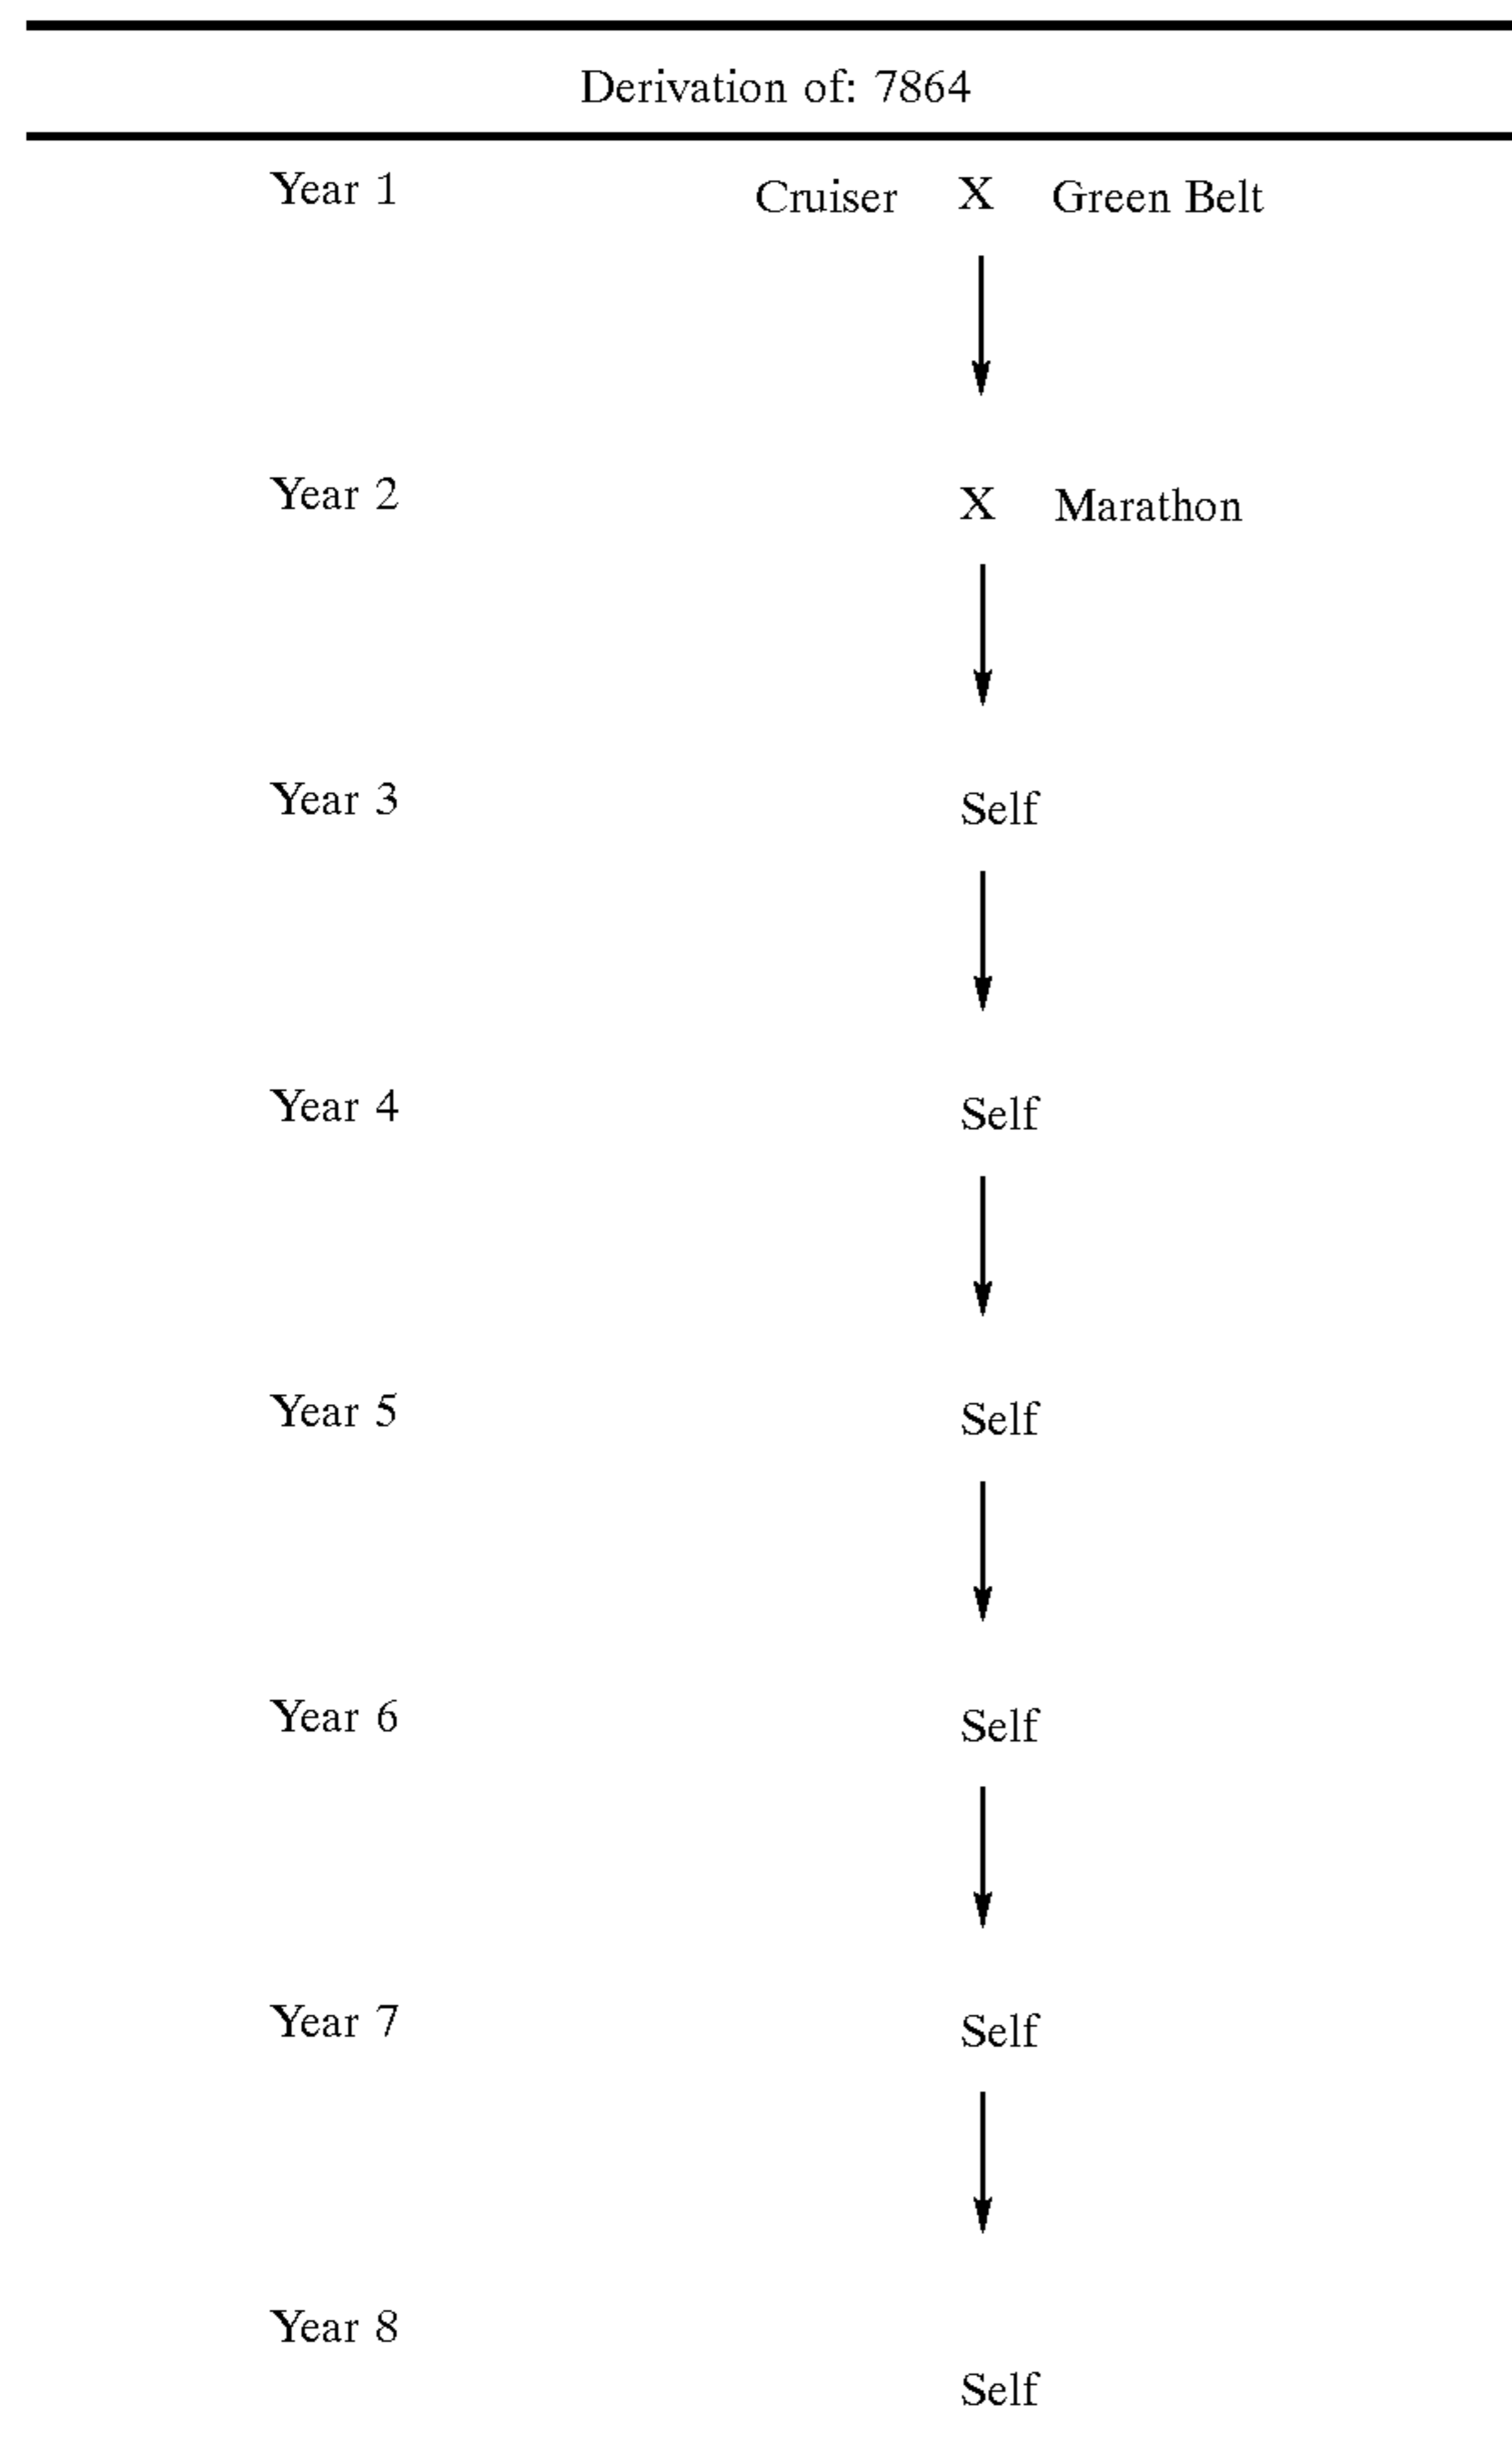 Derivation of: 7864
Year 1 Cruiser X Green Belt
Year 2 X Marathon
Year 3 Self
Year 4 Self
Year 5 Self
Year 6 Self
Year 7 Self
Year 8
Self